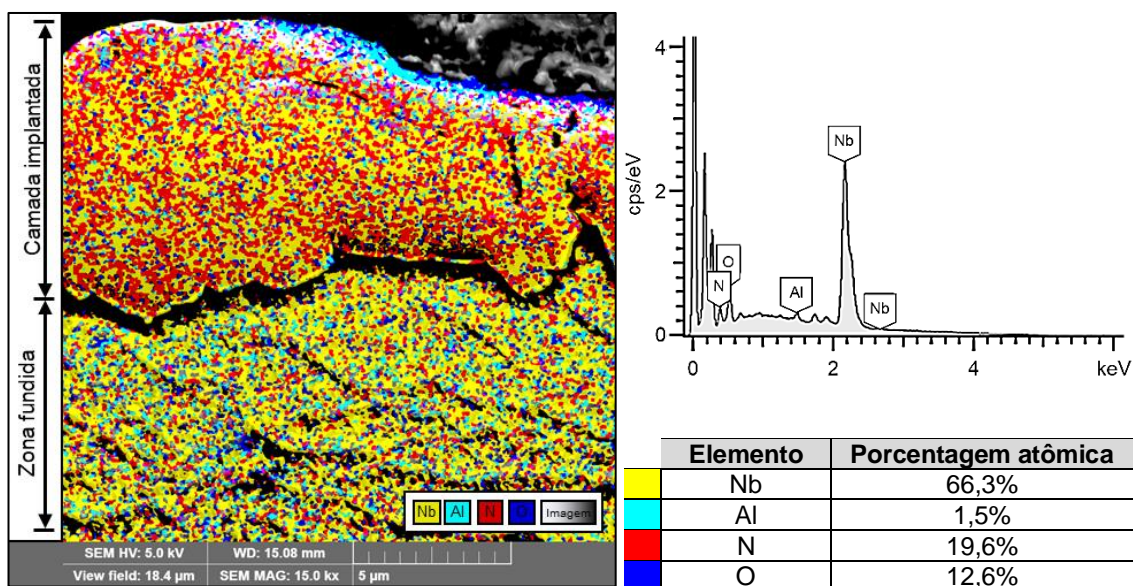 Camada implantada
Zona fundida
Nb Al N O Imagem
SEM HV: 5.0 kV WD: 15.08 mm
View field: 18.4 µm SEM MAG: 15.0 kx 5 µm
cps/eV
4
2
0
Nb
O
N
Al
Nb
0 2 4 keV
Elemento Porcentagem atômica
Nb 66,3%
Al 1,5%
N 19,6%
O 12,6%